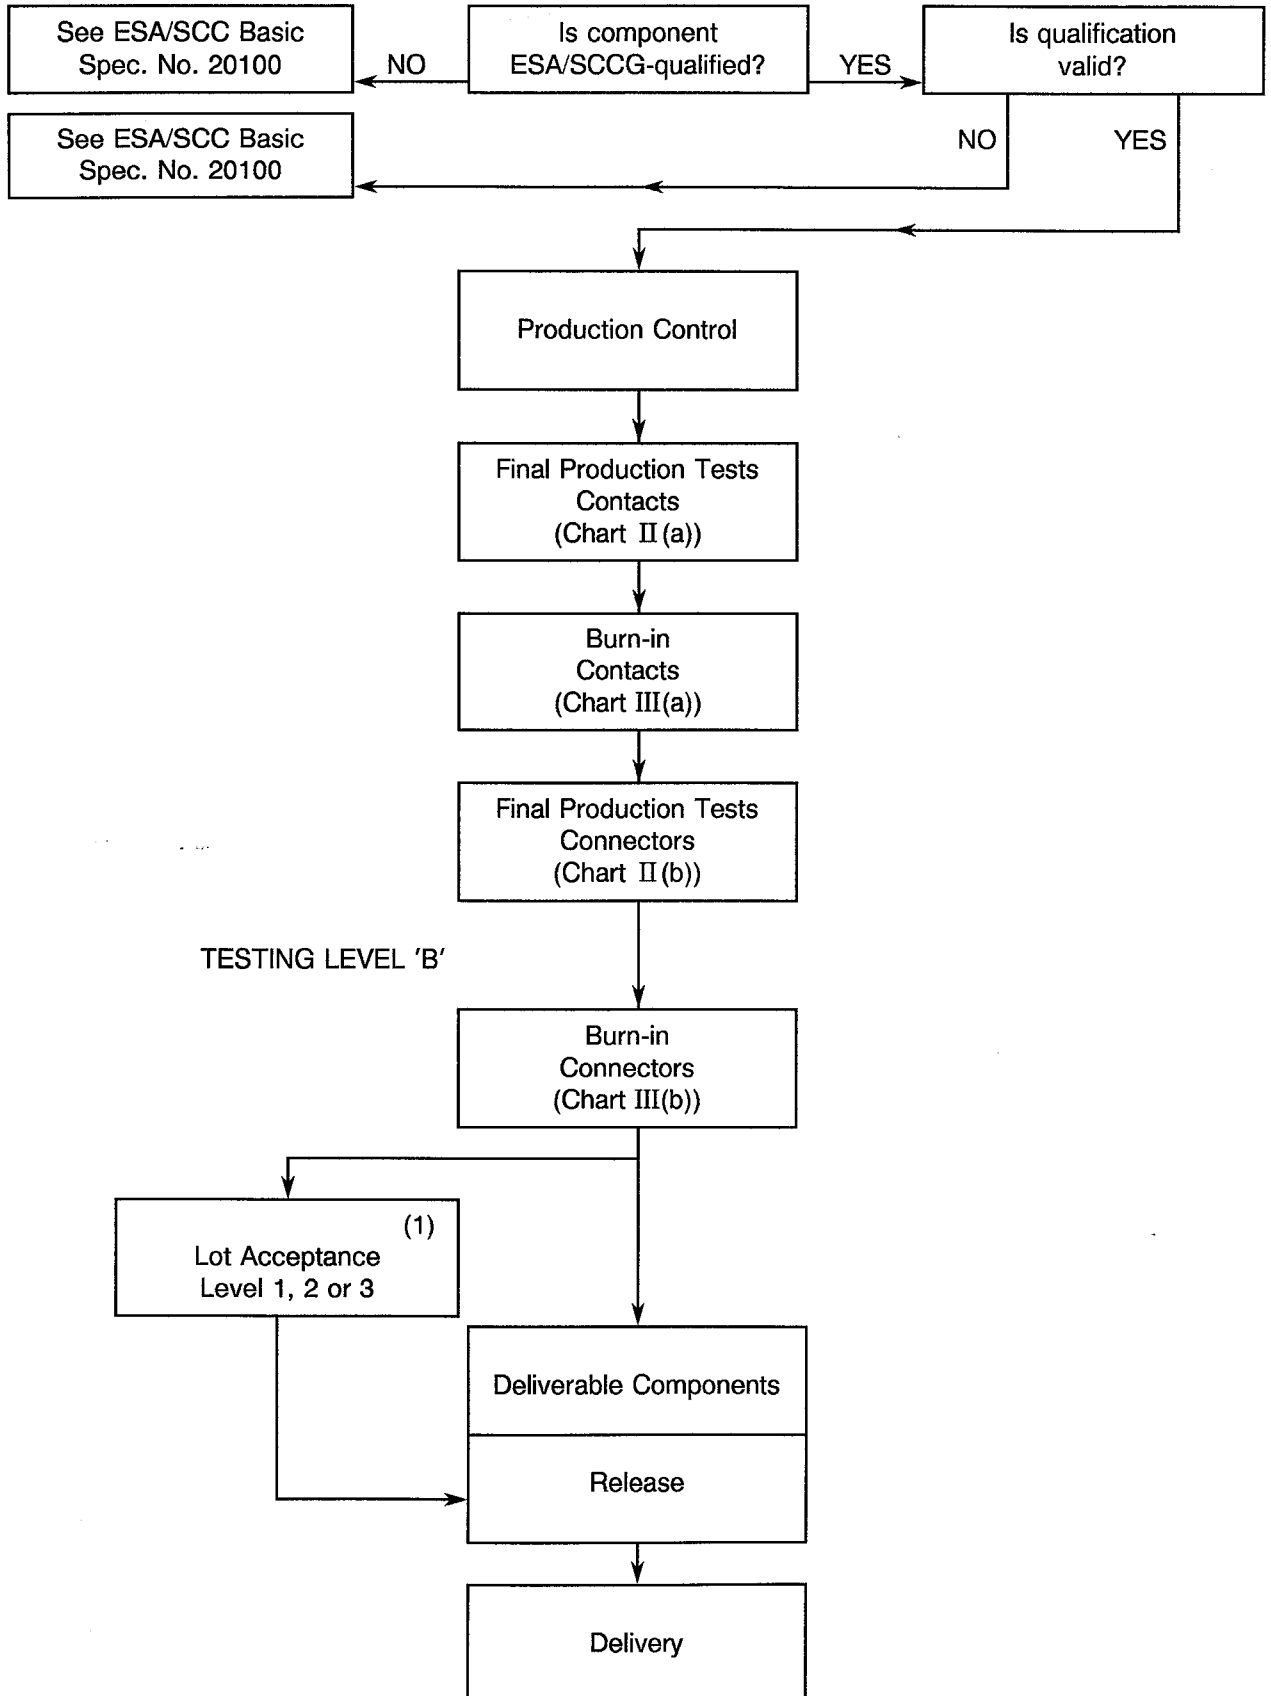 See ESA/SCC Basic
Spec. No. 20100
NO
Is component
ESA/SCCG-qualified?
YES
Is qualification
valid?
See ESA/SCC Basic
Spec. No. 20100
NO
YES
Production Control
Final Production Tests
Contacts
(Chart II(a))
Burn-in
Contacts
(Chart III(a))
Final Production Tests
Connectors
(Chart II(b))
TESTING LEVEL 'B'
Burn-in
Connectors
(Chart III(b))
(1)
Lot Acceptance
Level 1, 2 or 3
Deliverable Components
Release
Delivery